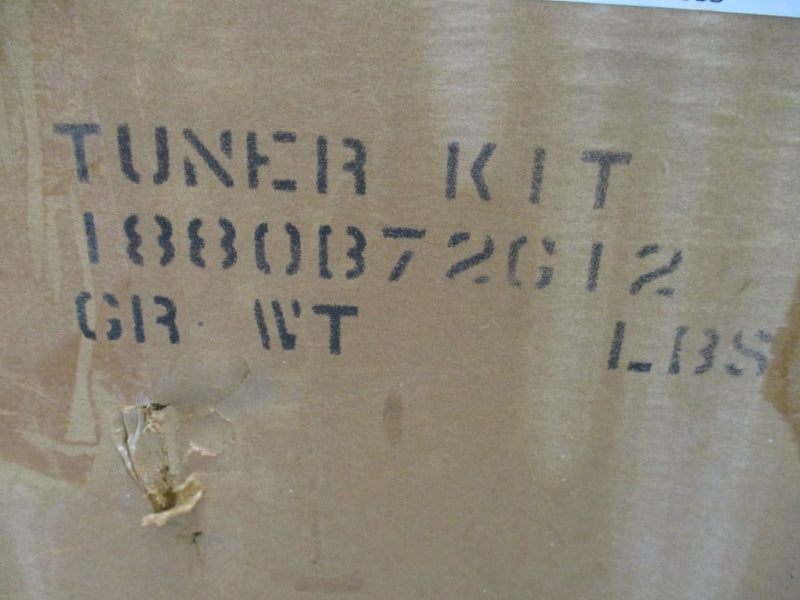 TUNER KIT
1880B72G12
GR WT LBS